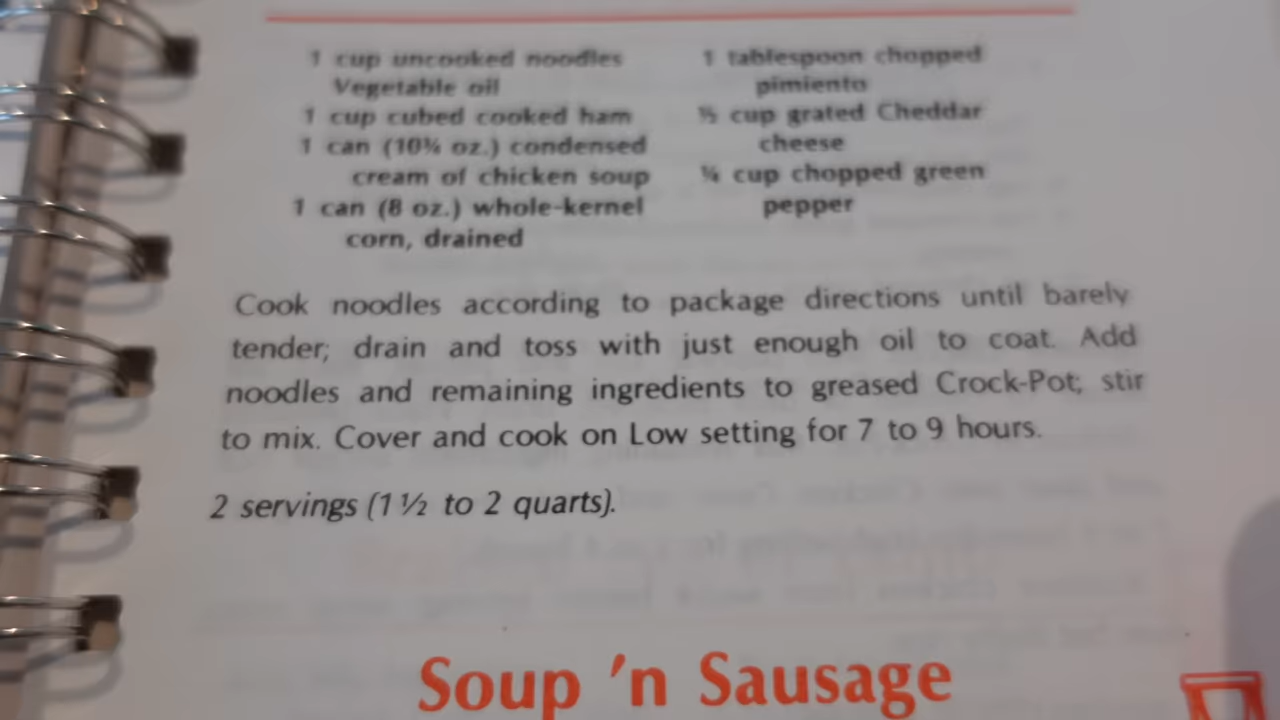 1 cup uncooked noodles
Vegetable oil
1 cup cubed cooked ham
1 can (10¾ oz.) condensed
cream of chicken soup
1 can (8 oz.) whole-kernel
corn, drained
1 tablespoon chopped
pimiento
½ cup grated Cheddar
cheese
¼ cup chopped green
pepper
Cook noodles according to package directions until barely
tender; drain and toss with just enough oil to coat. Add
noodles and remaining ingredients to greased Crock-Pot; stir
to mix. Cover and cook on Low setting for 7 to 9 hours.
2 servings (1½ to 2 quarts).
Soup 'n Sausage